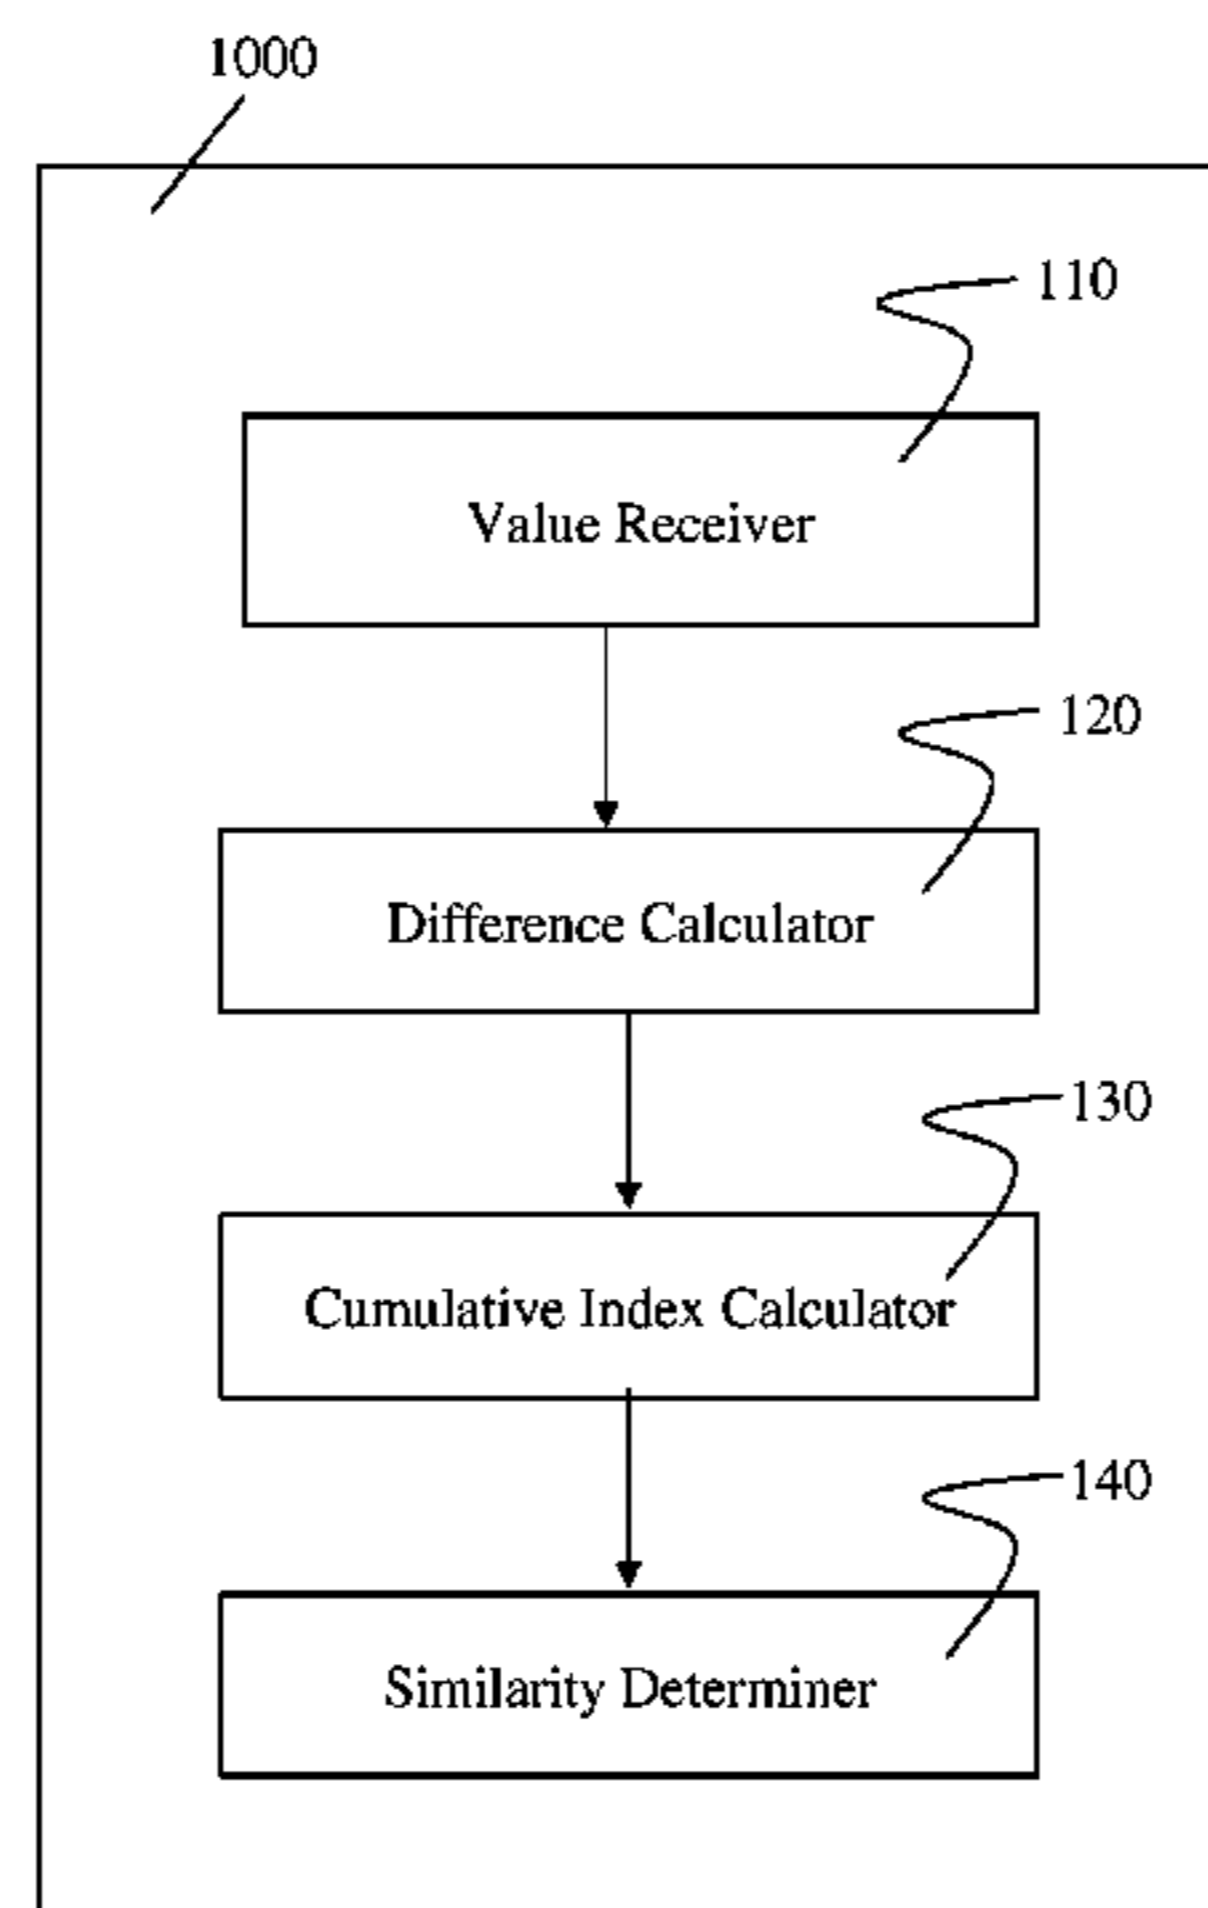 1000
110
Value Receiver
120
Difference Calculator
130
Cumulative Index Calculator
140
Similarity Determiner